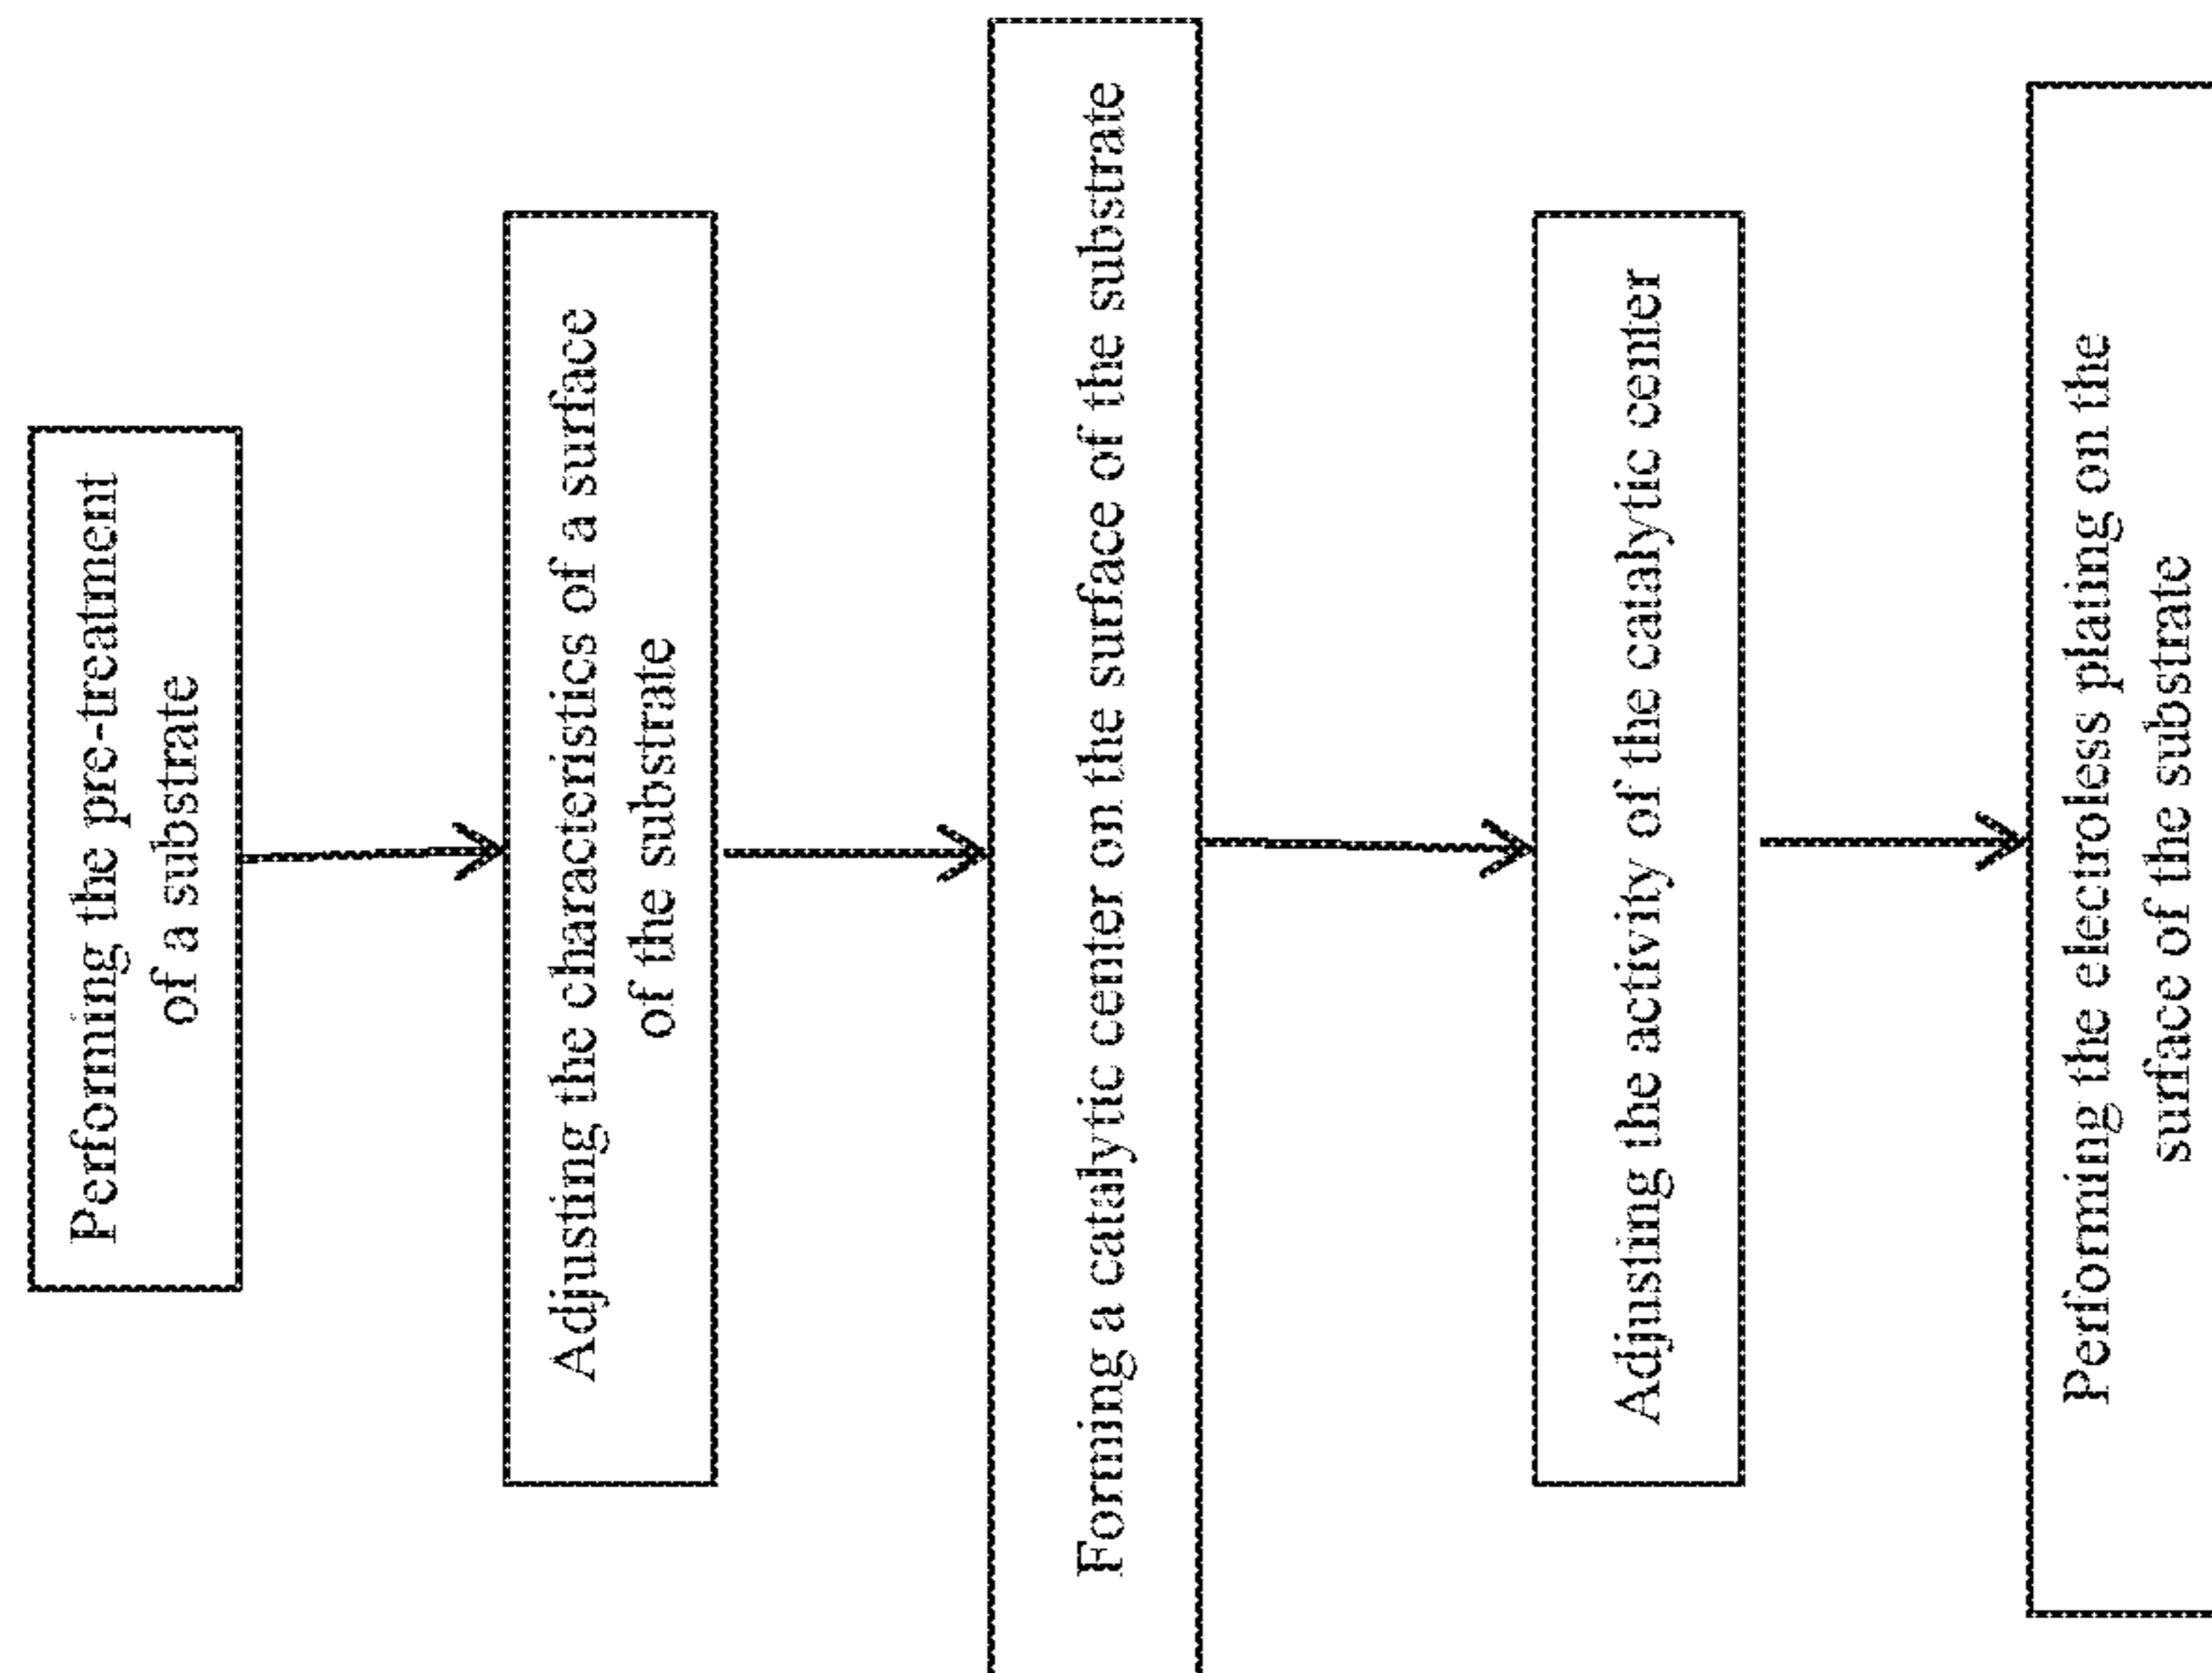 Performing the pre-treatment
of a substrate
Adjusting the characteristics of a surface
of the substrate
Forming a catalytic center on the surface of the substrate
Adjusting the activity of the catalytic center
Performing the electroless plating on the
surface of the substrate